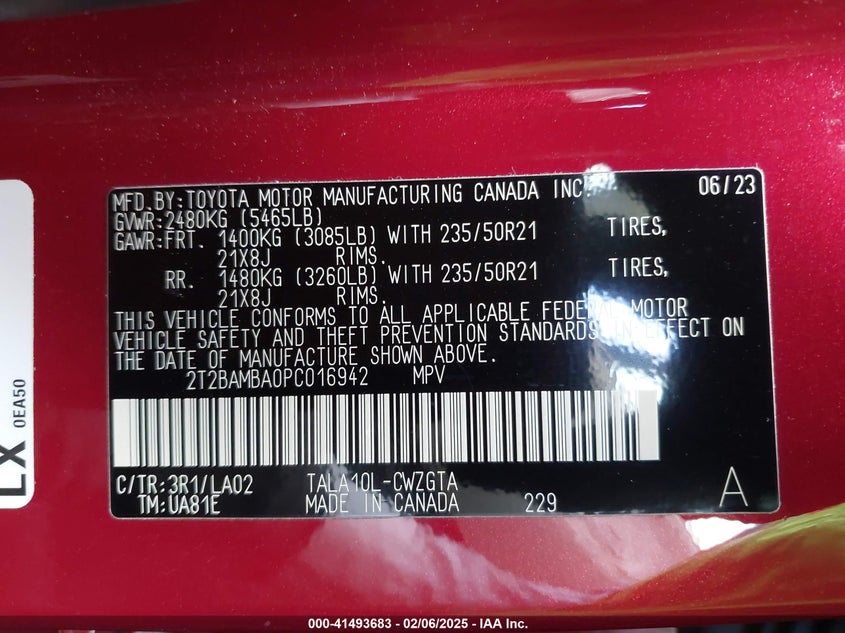 MFD.BY:TOYOTA MOTOR MANUFACTURING CANADA INC. 06/23
GVWR:2480KG (5465LB)
GAWR:FRT. 1400KG (3085LB) WITH 235/50R21 TIRES,
21X8J RIMS.
RR. 1480KG (3260LB) WITH 235/50R21 TIRES,
21X8J RIMS.
THIS VEHICLE CONFORMS TO ALL APPLICABLE FEDERAL MOTOR
VEHICLE SAFETY AND THEFT PREVENTION STANDARDS IN EFFECT ON
THE DATE OF MANUFACTURE SHOWN ABOVE.
2T2BAMBA0PC016942 MPV
C/TR:3R1/LA02 TALA10L-CWZGTA
TM:UA81E MADE IN CANADA 229 A
LX
0EA50
000-41493683 - 02/06/2025 - IAA Inc.